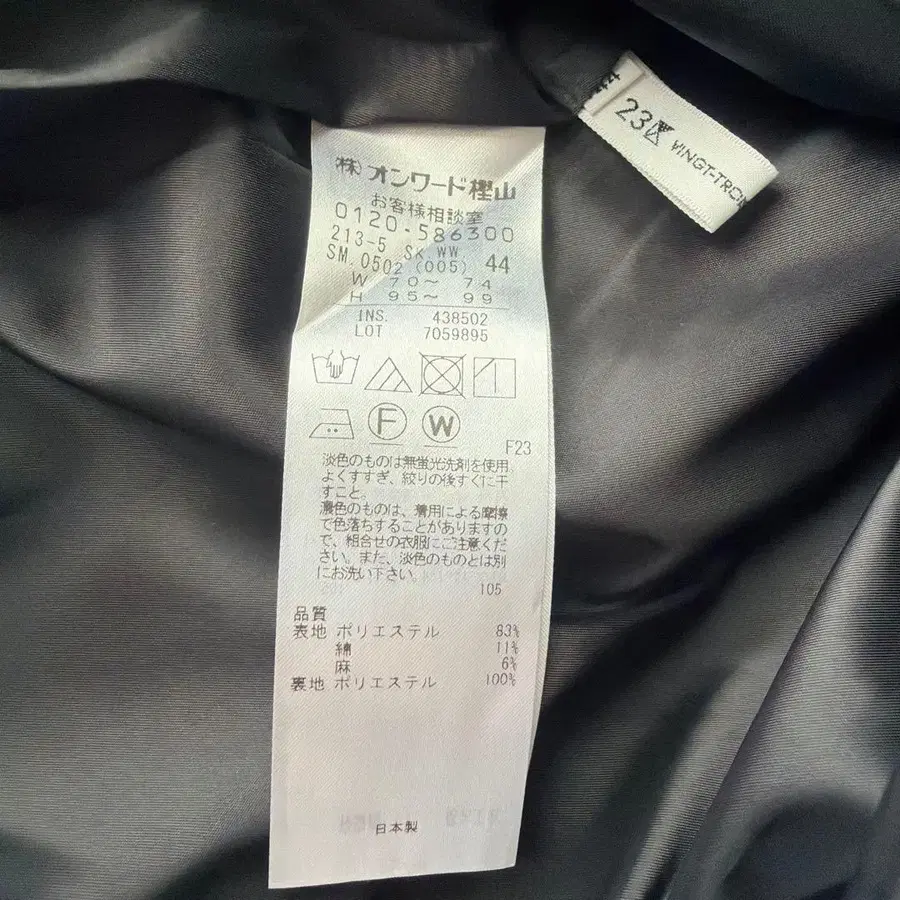 ㈱オンワード樫山
お客様相談室
0120-586300
213-5 SK WW
SM.0502 (005) 44
W 70～ 74
H 95～ 99
INS. 438502
LOT 7059895
F
W
F23
淡色のものは無蛍光洗剤を使用
よくすすぎ、絞りの後すぐに干
すこと。
濃色のものは、着用による摩擦
で色落ちすることがありますの
で、組合せの衣服にご注意くだ
さい。また、淡色のものとは別
にお洗い下さい。
105
品質
表地 ポリエステル 83%
綿 11%
麻 6%
裏地 ポリエステル 100%
日本製
44
23区 VINGT-TROIS